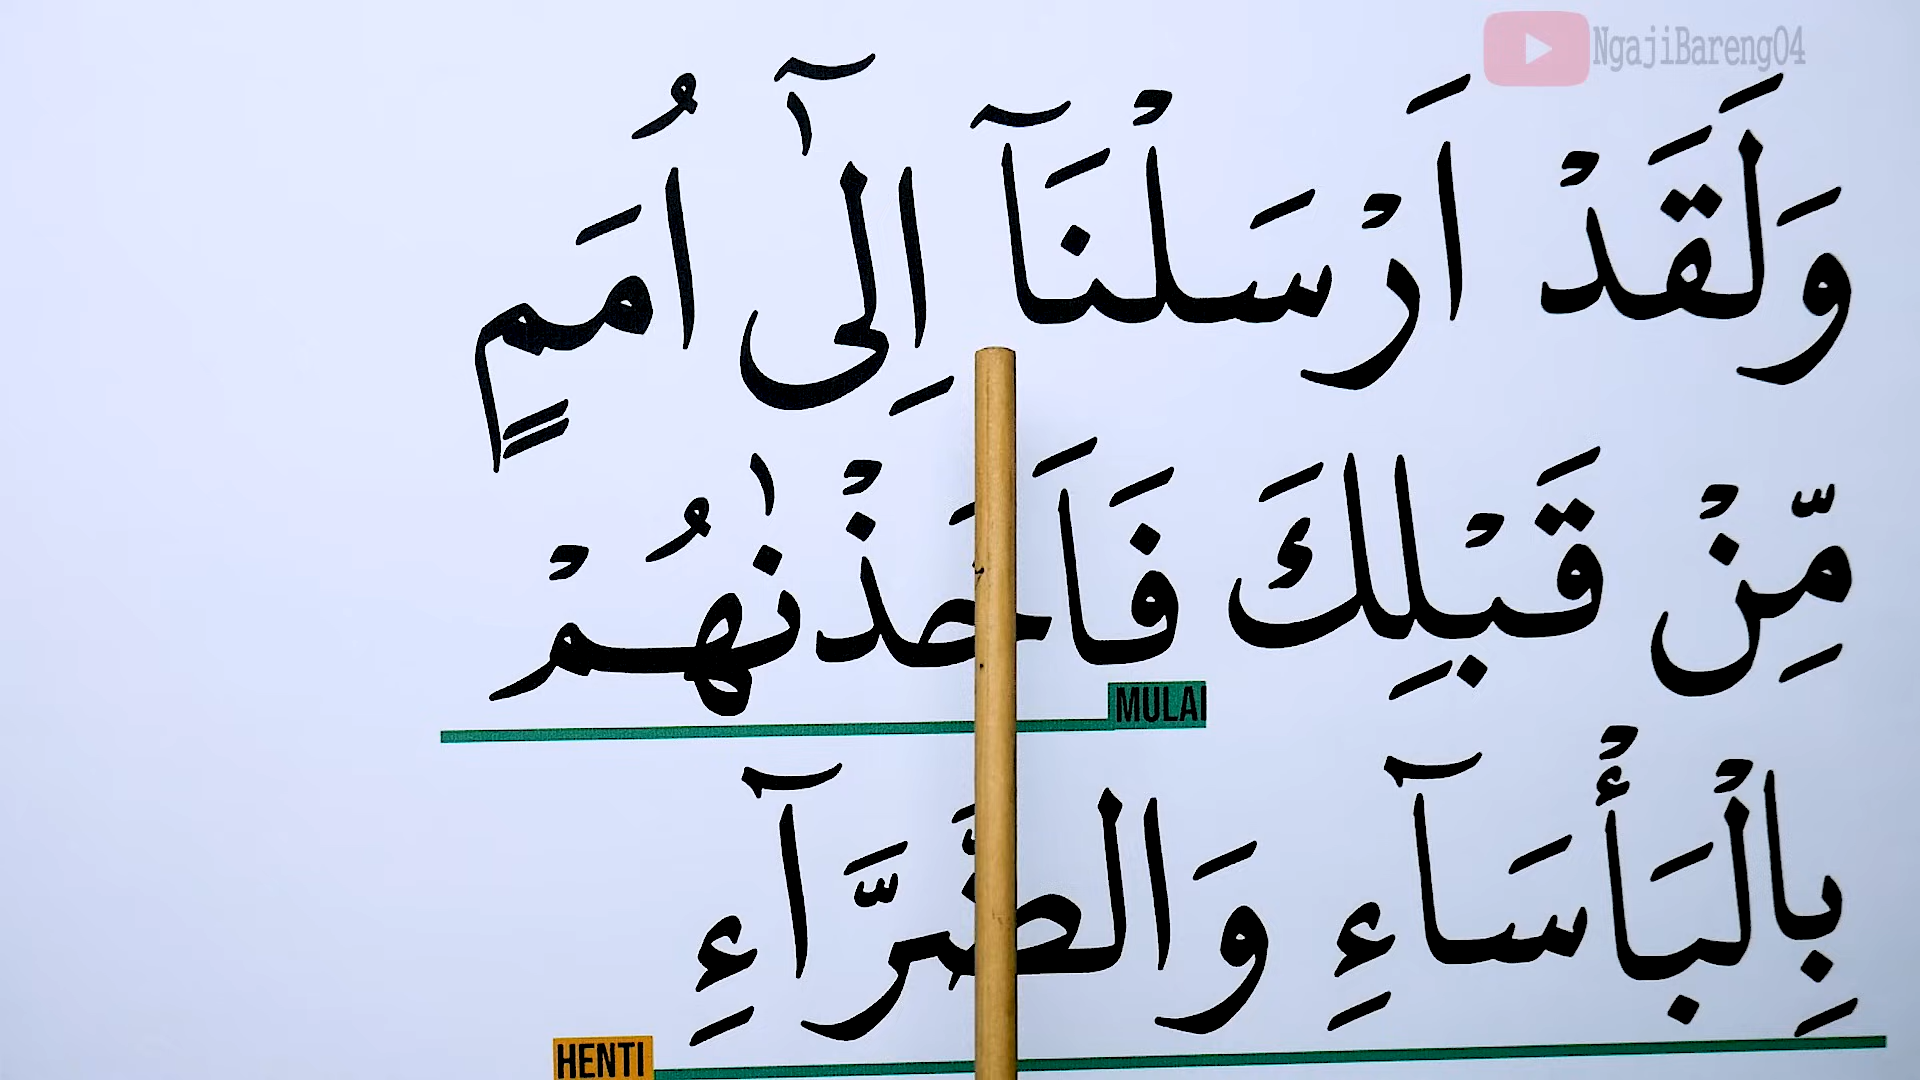 NgajiBareng04
وَلَقَدْ اَرْسَلْنَآ اِلٰٓى اُمَمٍ
مِّنْ قَبْلِكَ فَاَخَذْنٰهُمْ
MULAI
بِالْبَأْسَآءِ وَالضَّرَّآءِ
HENTI